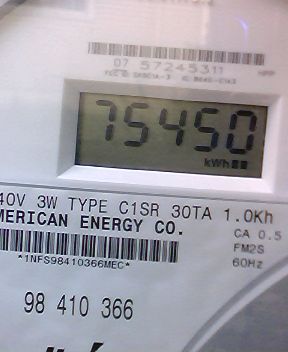 07 57245311
75450
kWh
40V 3W TYPE C1SR 30TA 1.0Kh
MERICAN ENERGY CO.
CA 0.5
FM2S
60Hz
*1NFS98410366MEC*
98 410 366